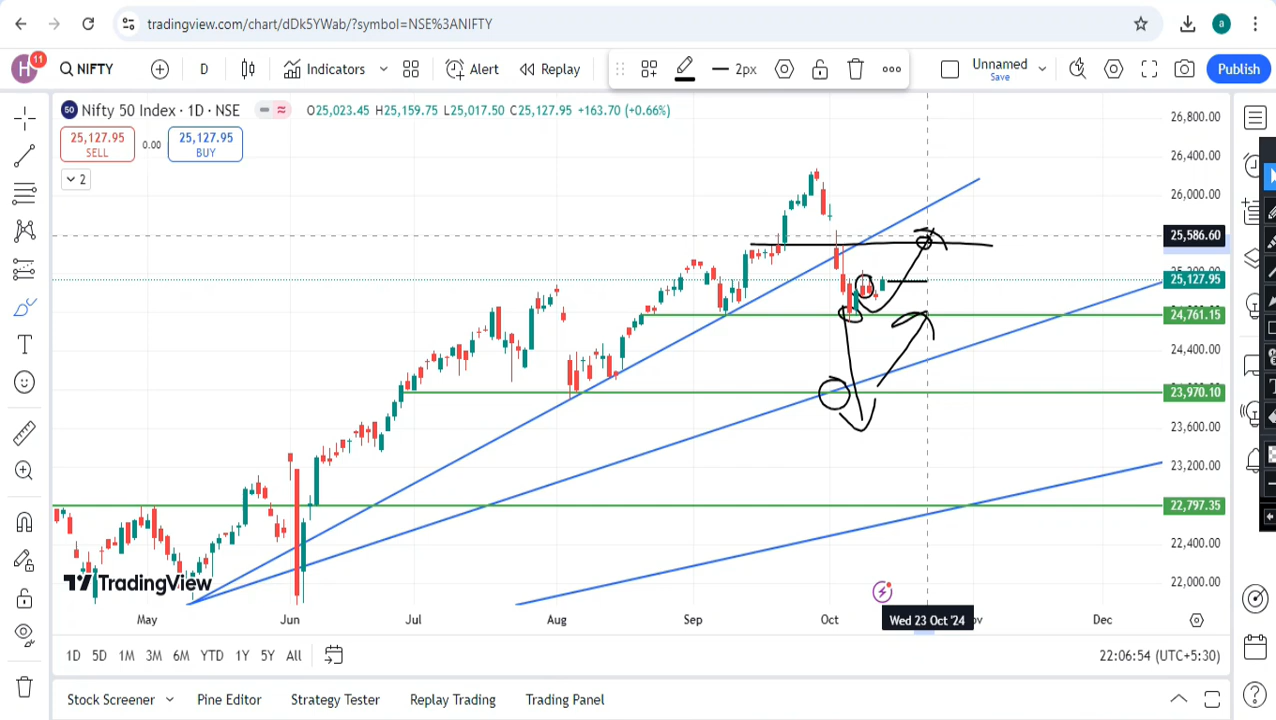 tradingview.com/chart/dDk5YWab/?symbol=NSE%3ANIFTY
a
H 11
NIFTY
D
Indicators
Alert
Replay
2px
Unnamed
Save
Publish
50 Nifty 50 Index · 1D · NSE
O25,023.45 H25,159.75 L25,017.50 C25,127.95 +163.70 (+0.66%)
25,127.95
SELL
0.00
25,127.95
BUY
2
26,800.00
26,400.00
26,000.00
25,586.60
25,127.95
24,761.15
24,400.00
23,970.10
23,600.00
23,200.00
22,797.35
22,400.00
22,000.00
TradingView
May
Jun
Jul
Aug
Sep
Oct
Wed 23 Oct '24
Dec
1D
5D
1M
3M
6M
YTD
1Y
5Y
All
22:06:54 (UTC+5:30)
Stock Screener
Pine Editor
Strategy Tester
Replay Trading
Trading Panel